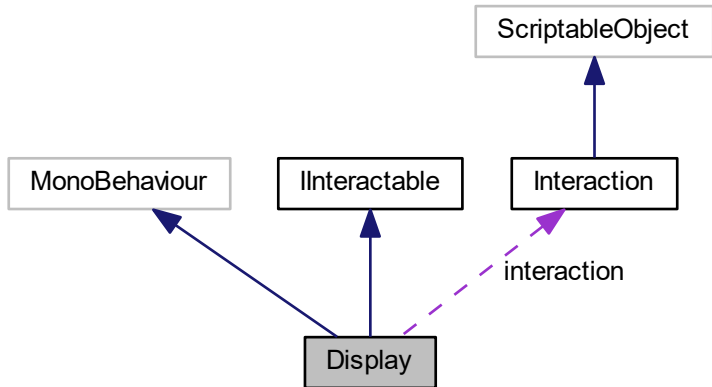 ScriptableObject
MonoBehaviour
IInteractable
Interaction
interaction
Display